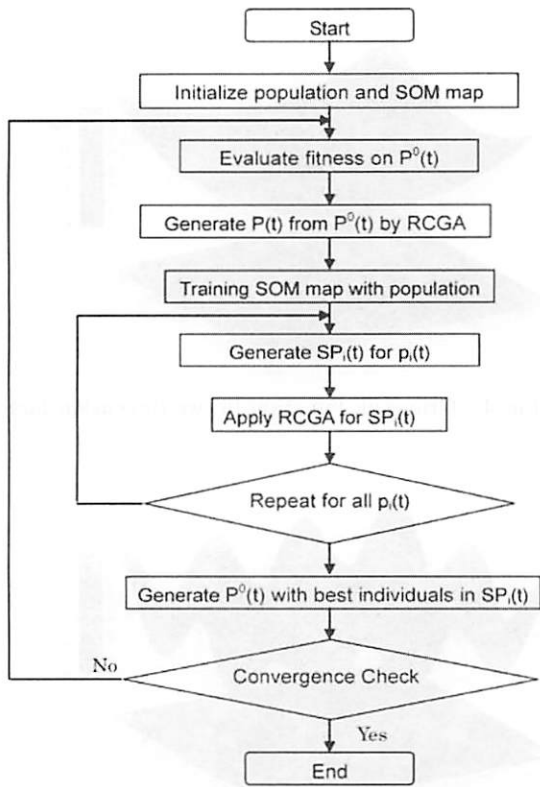 Start
Initialize population and SOM map
Evaluate fitness on P⁰(t)
Generate P(t) from P⁰(t) by RCGA
Training SOM map with population
Generate SPᵢ(t) for pᵢ(t)
Apply RCGA for SPᵢ(t)
Repeat for all pᵢ(t)
Generate P⁰(t) with best individuals in SPᵢ(t)
No
Convergence Check
Yes
End